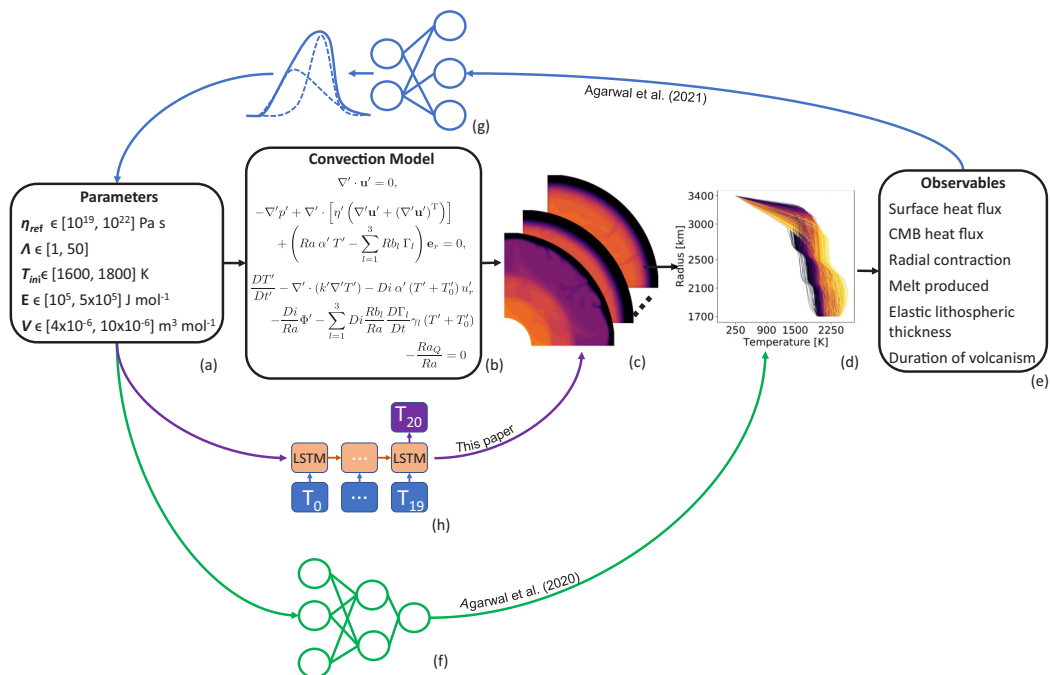 Agarwal et al. (2021)
(g)
Parameters
η_ref ∈ [10^19, 10^22] Pa s
Λ ∈ [1, 50]
T_ini∈ [1600, 1800] K
E ∈ [10^5, 5x10^5] J mol^-1
V ∈ [4x10^-6, 10x10^-6] m^3 mol^-1
(a)
Convection Model
∇′ · u′ = 0,
−∇′p′ + ∇′ · [η′ (∇′u′ + (∇′u′)^T)]
+ (Ra α′ T′ − ∑_{l=1}^{3} Rb_l Γ_l) e_r = 0,
DT′/Dt′ − ∇′ · (k′∇′T′) − Di α′ (T′ + T′_0) u′_r
− Di/Ra Φ′ − ∑_{l=1}^{3} Di Rb_l/Ra DΓ_l/Dt γ_l (T′ + T′_0)
− Ra_Q/Ra = 0
(b)
(c)
3400
2900
2100
1700
Radius [km]
250 900 1500 2250
Temperature [K]
(d)
Observables
Surface heat flux
CMB heat flux
Radial contraction
Melt produced
Elastic lithospheric
thickness
Duration of volcanism
(e)
T_20
LSTM ... LSTM
T_0 ... T_19
(h)
This paper
Agarwal et al. (2020)
(f)